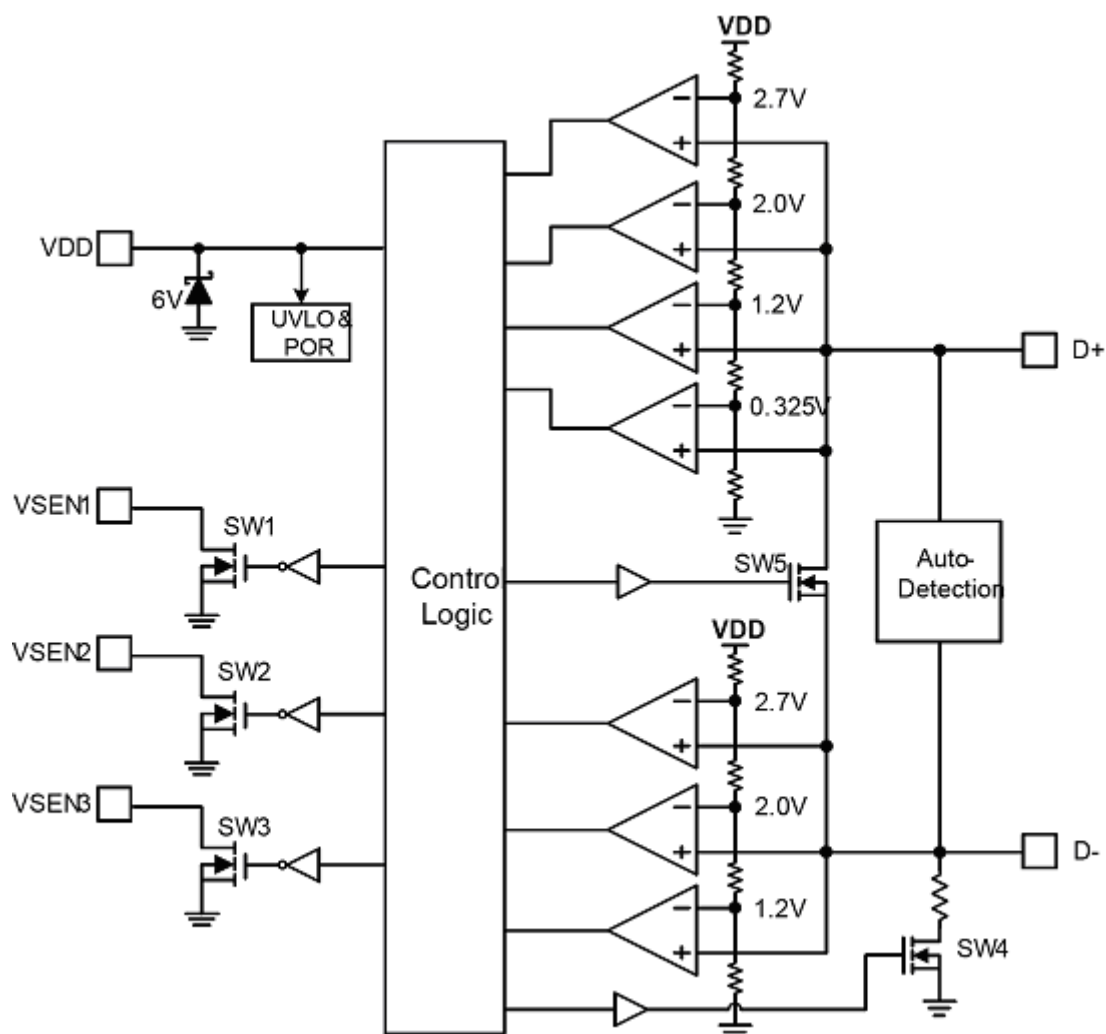 VDD
2.7V
−
+
2.0V
−
+
VDD
1.2V
−
+
6V
UVLO &
POR
D+
0.325V
−
+
VSEN1
SW1
SW5
Auto-
Detection
Control
Logic
VSEN2
SW2
VDD
2.7V
−
+
VSEN3
SW3
2.0V
−
+
D-
1.2V
−
+
SW4